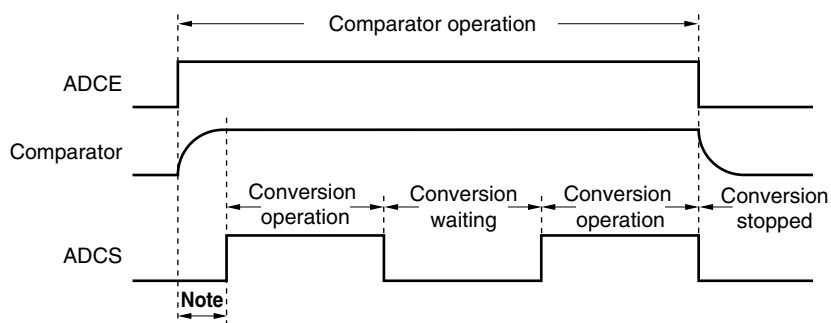 Comparator operation
ADCE
Comparator
Conversion
operation
Conversion
waiting
Conversion
operation
Conversion
stopped
ADCS
Note